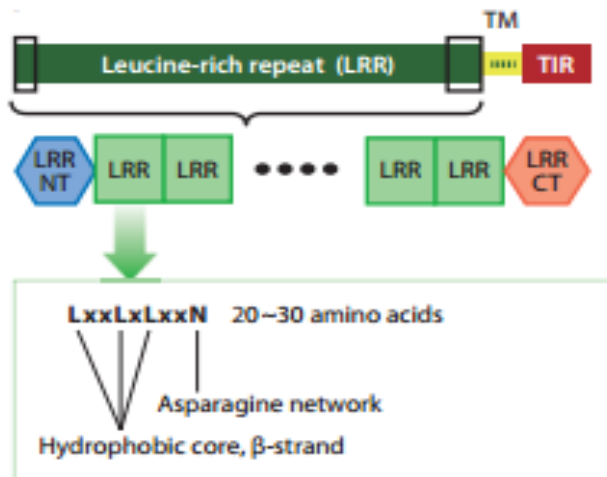 TM
Leucine-rich repeat (LRR)
TIR
LRR NT
LRR
LRR
LRR
LRR
LRR CT
LxxLxLxxN 20~30 amino acids
Asparagine network
Hydrophobic core, β-strand